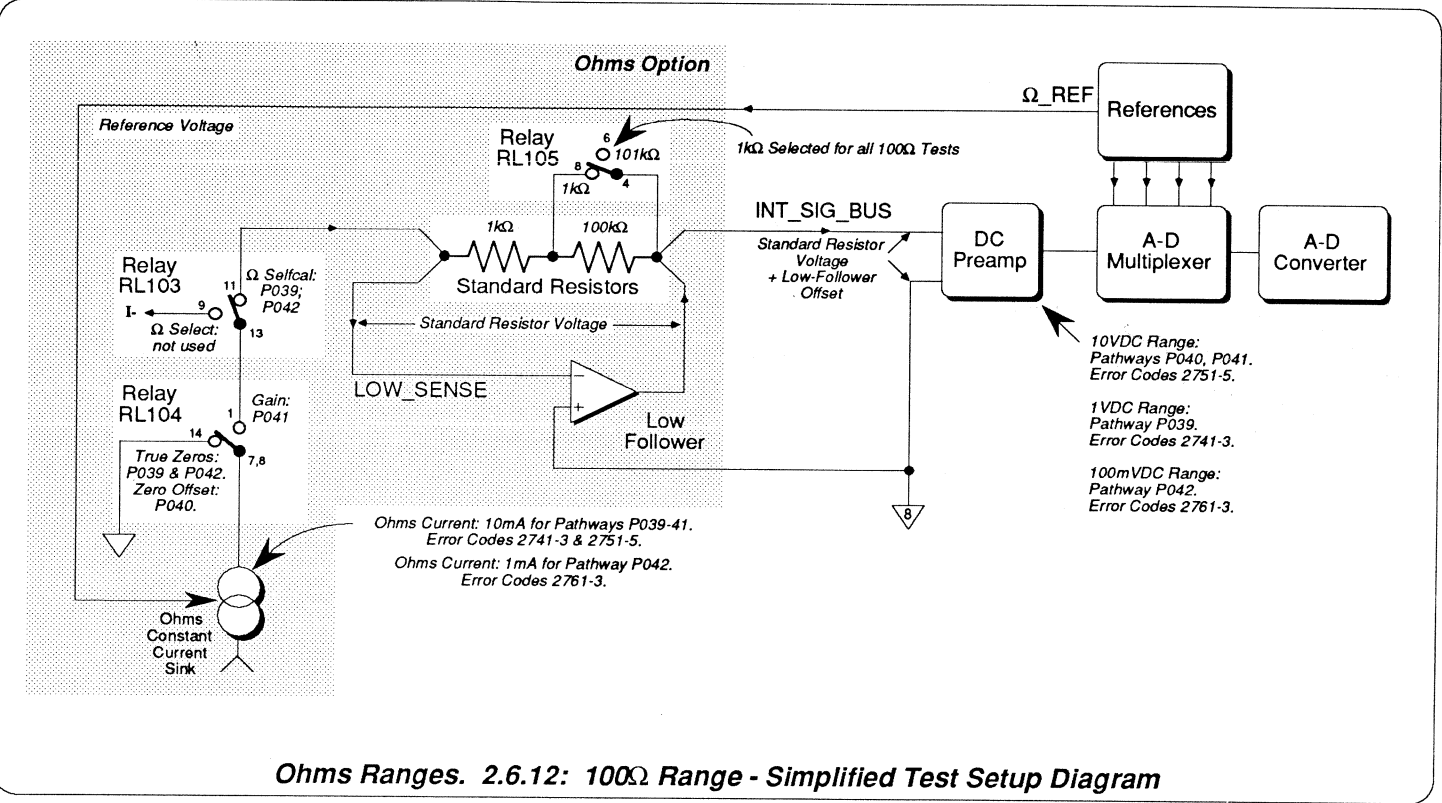 Ohms Option
Ω_REF
References
Reference Voltage
Relay
RL105
6
101kΩ
8
1kΩ
4
1kΩ Selected for all 100Ω Tests
1kΩ
100kΩ
Standard Resistors
INT_SIG_BUS
Standard Resistor
Voltage
+ Low-Follower
Offset
DC
Preamp
A-D
Multiplexer
A-D
Converter
Relay
RL103
11
Ω Selfcal:
P039;
P042
I-
9
Ω Select:
not used
13
Standard Resistor Voltage
LOW_SENSE
−
+
Low
Follower
10VDC Range:
Pathways P040, P041.
Error Codes 2751-5.
1VDC Range:
Pathway P039.
Error Codes 2741-3.
100mVDC Range:
Pathway P042.
Error Codes 2761-3.
Relay
RL104
1
Gain:
P041
14
True Zeros:
P039 & P042.
Zero Offset:
P040.
7,8
8
Ohms Current: 10mA for Pathways P039-41.
Error Codes 2741-3 & 2751-5.
Ohms Current: 1mA for Pathway P042.
Error Codes 2761-3.
Ohms
Constant
Current
Sink
Ohms Ranges. 2.6.12: 100Ω Range - Simplified Test Setup Diagram